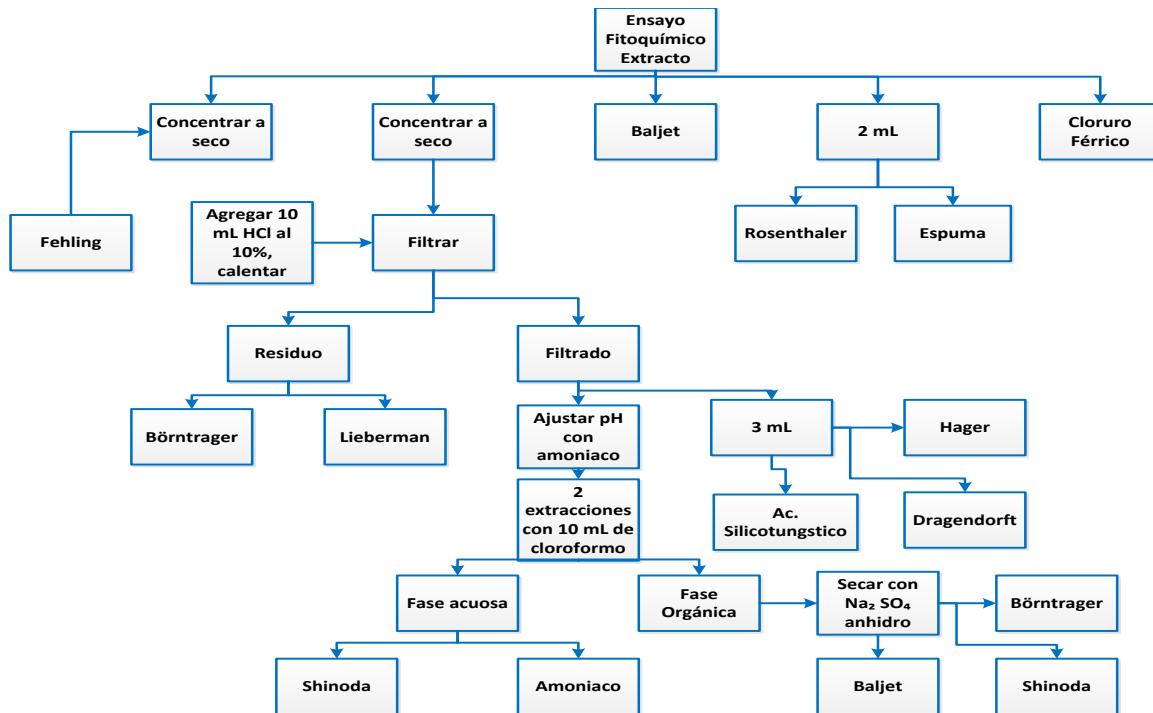 Ensayo
Fitoquímico
Extracto
Concentrar a
seco
Concentrar a
seco
Baljet
2 mL
Cloruro
Férrico
Fehling
Agregar 10
mL HCl al
10%,
calentar
Filtrar
Rosenthaler
Espuma
Residuo
Filtrado
Börntrager
Lieberman
Ajustar pH
con
amoniaco
3 mL
Hager
2
extracciones
con 10 mL de
cloroformo
Ac.
Silicotungstico
Dragendorft
Fase acuosa
Fase
Orgánica
Secar con
Na₂ SO₄
anhidro
Börntrager
Shinoda
Amoniaco
Baljet
Shinoda